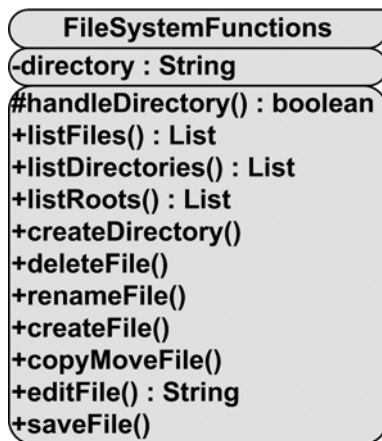 FileSystemFunctions
-directory : String
#handleDirectory() : boolean
+listFiles() : List
+listDirectories() : List
+listRoots() : List
+createDirectory()
+deleteFile()
+renameFile()
+createFile()
+copyMoveFile()
+editFile() : String
+saveFile()